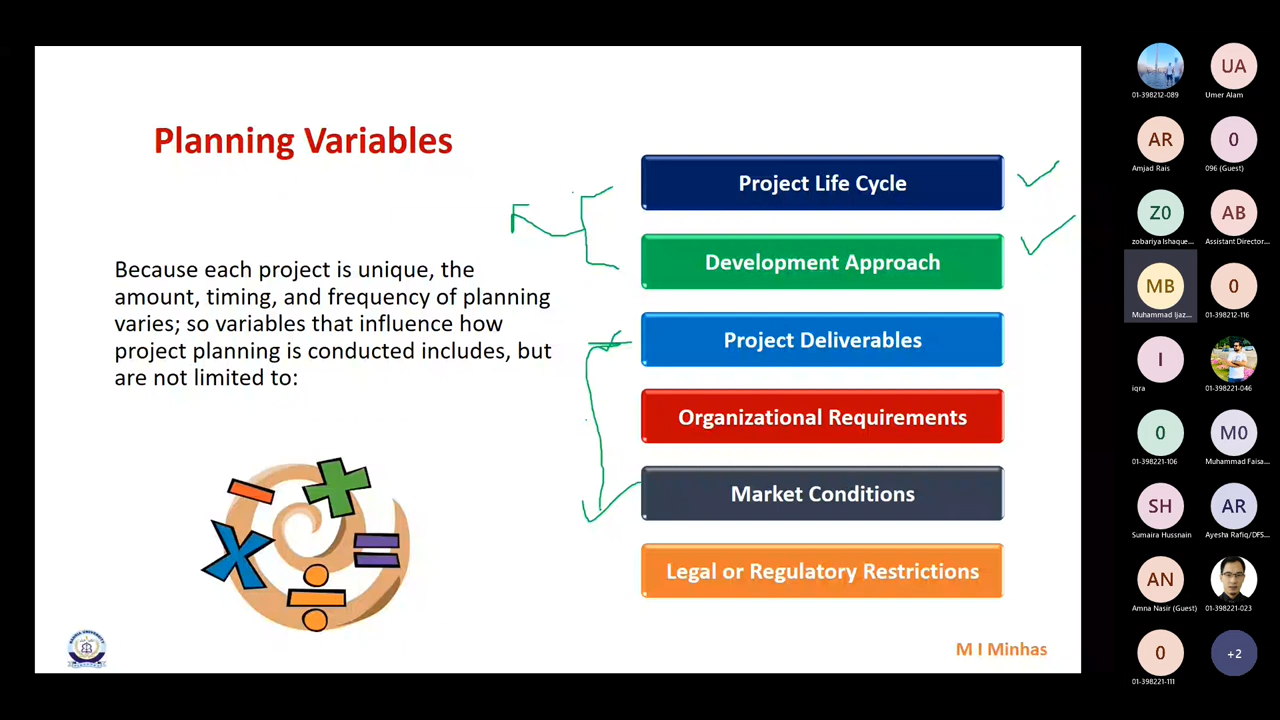 Planning Variables
Because each project is unique, the
amount, timing, and frequency of planning
varies; so variables that influence how
project planning is conducted includes, but
are not limited to:
Project Life Cycle
Development Approach
Project Deliverables
Organizational Requirements
Market Conditions
Legal or Regulatory Restrictions
M I Minhas
01-398212-089
UA
Umer Alam
AR
Amjad Rais
0
096 (Guest)
Z0
zobariya Ishaque...
AB
Assistant Director...
MB
Muhammad Ijaz...
0
01-398212-116
I
iqra
01-398221-046
0
01-398221-106
M0
Muhammad Faisa...
SH
Sumaira Hussnain
AR
Ayesha Rafiq/DFS...
AN
Amna Nasir (Guest)
01-398221-023
0
01-398221-111
+2